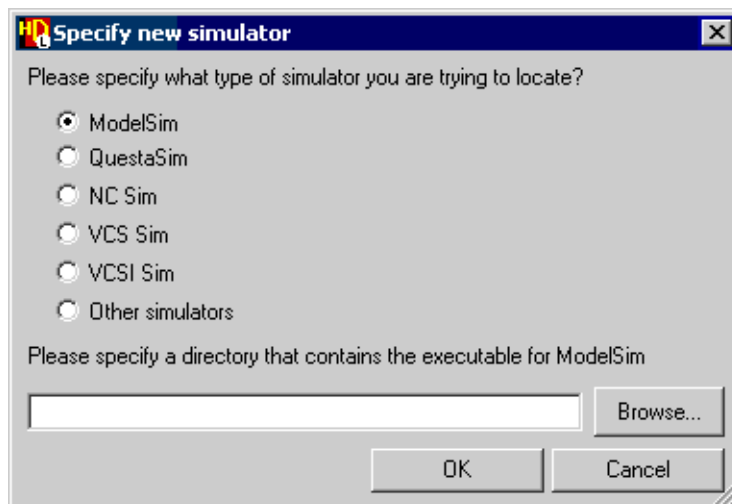 HDL Specify new simulator
Please specify what type of simulator you are trying to locate?
ModelSim
QuestaSim
NC Sim
VCS Sim
VCSI Sim
Other simulators
Please specify a directory that contains the executable for ModelSim
Browse...
OK Cancel